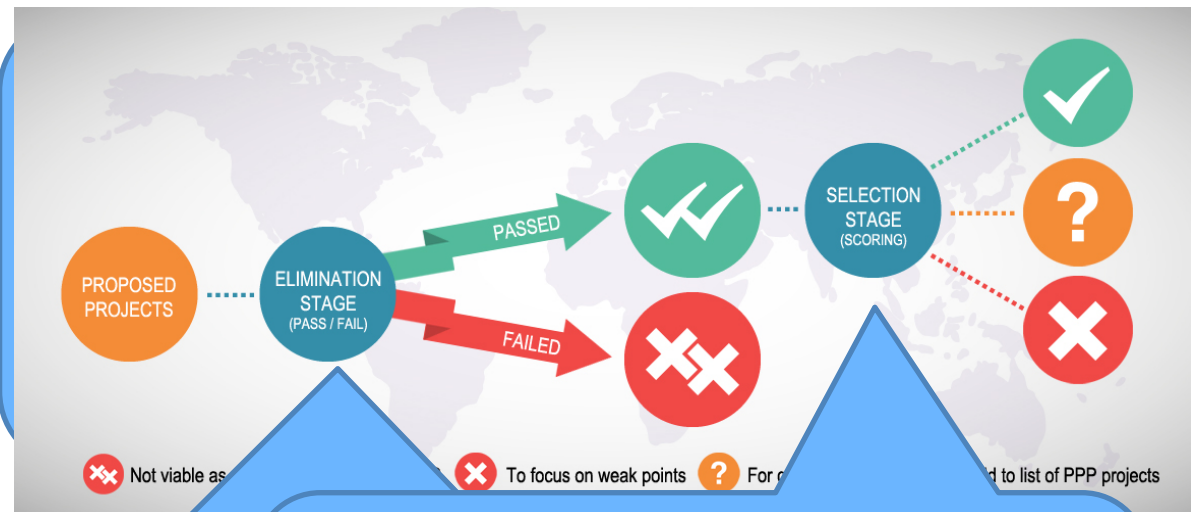 PROPOSED
PROJECTS
ELIMINATION
STAGE
(PASS / FAIL)
PASSED
FAILED
SELECTION
STAGE
(SCORING)
Not viable as
To focus on weak points
For
to list of PPP projects